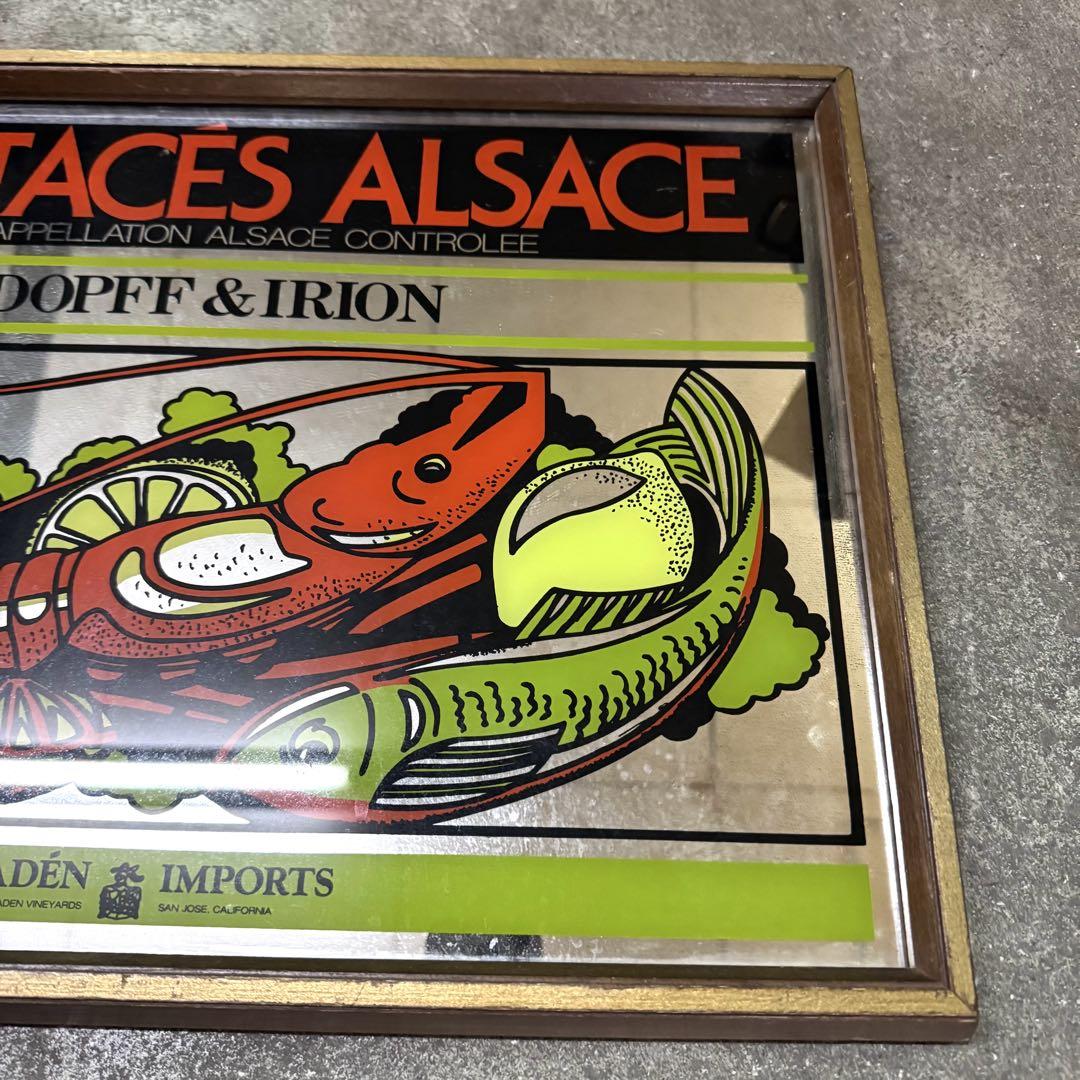 TACÉS ALSACE
APPELLATION ALSACE CONTROLEE
DOPFF & IRION
ADÉN IMPORTS
ADEN VINEYARDS SAN JOSE, CALIFORNIA